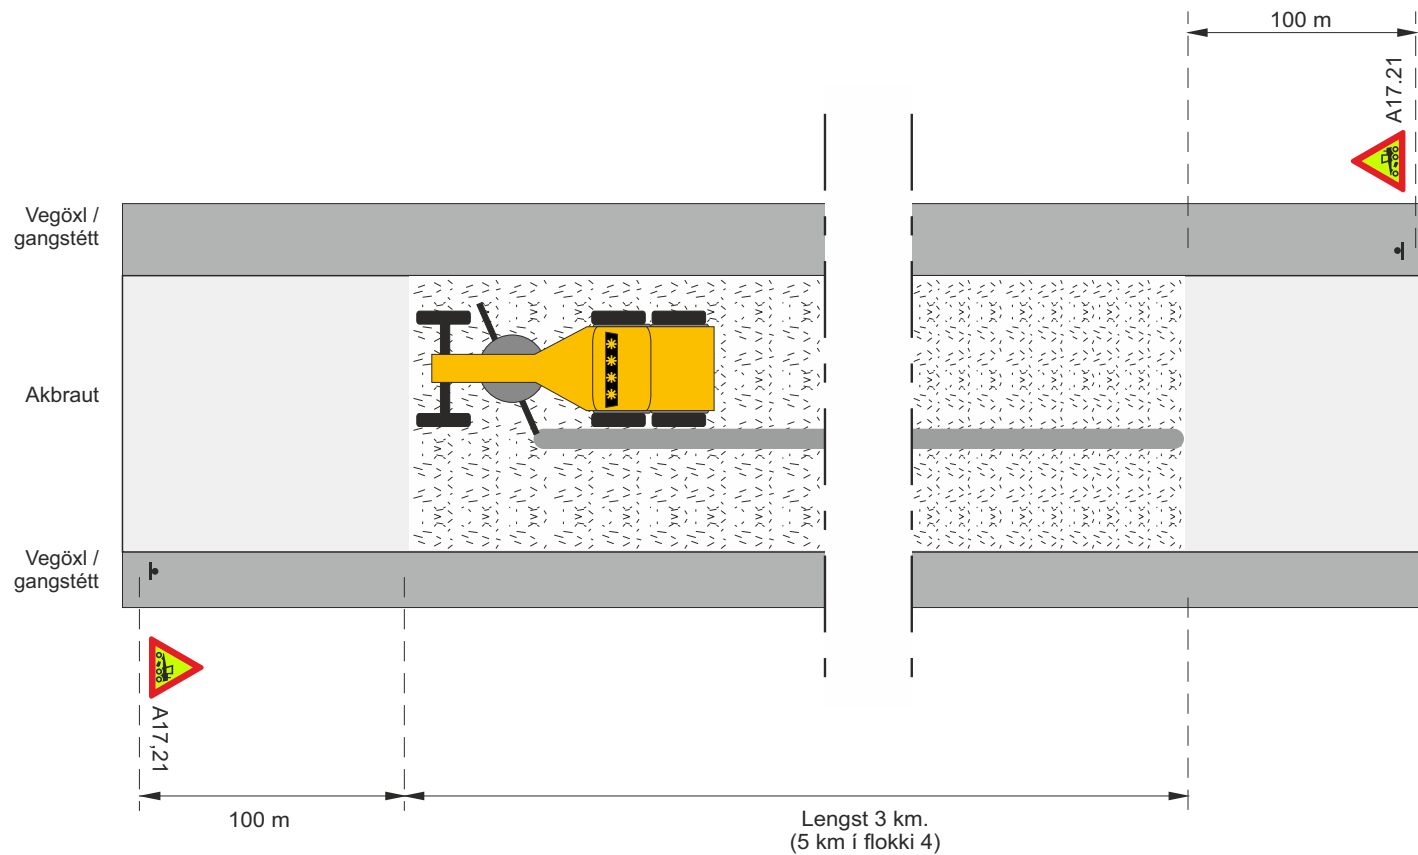 100 m
A17.21
Vegöxl /
gangstétt
Akbraut
Vegöxl /
gangstétt
A17,21
100 m
Lengst 3 km.
(5 km í flokki 4)